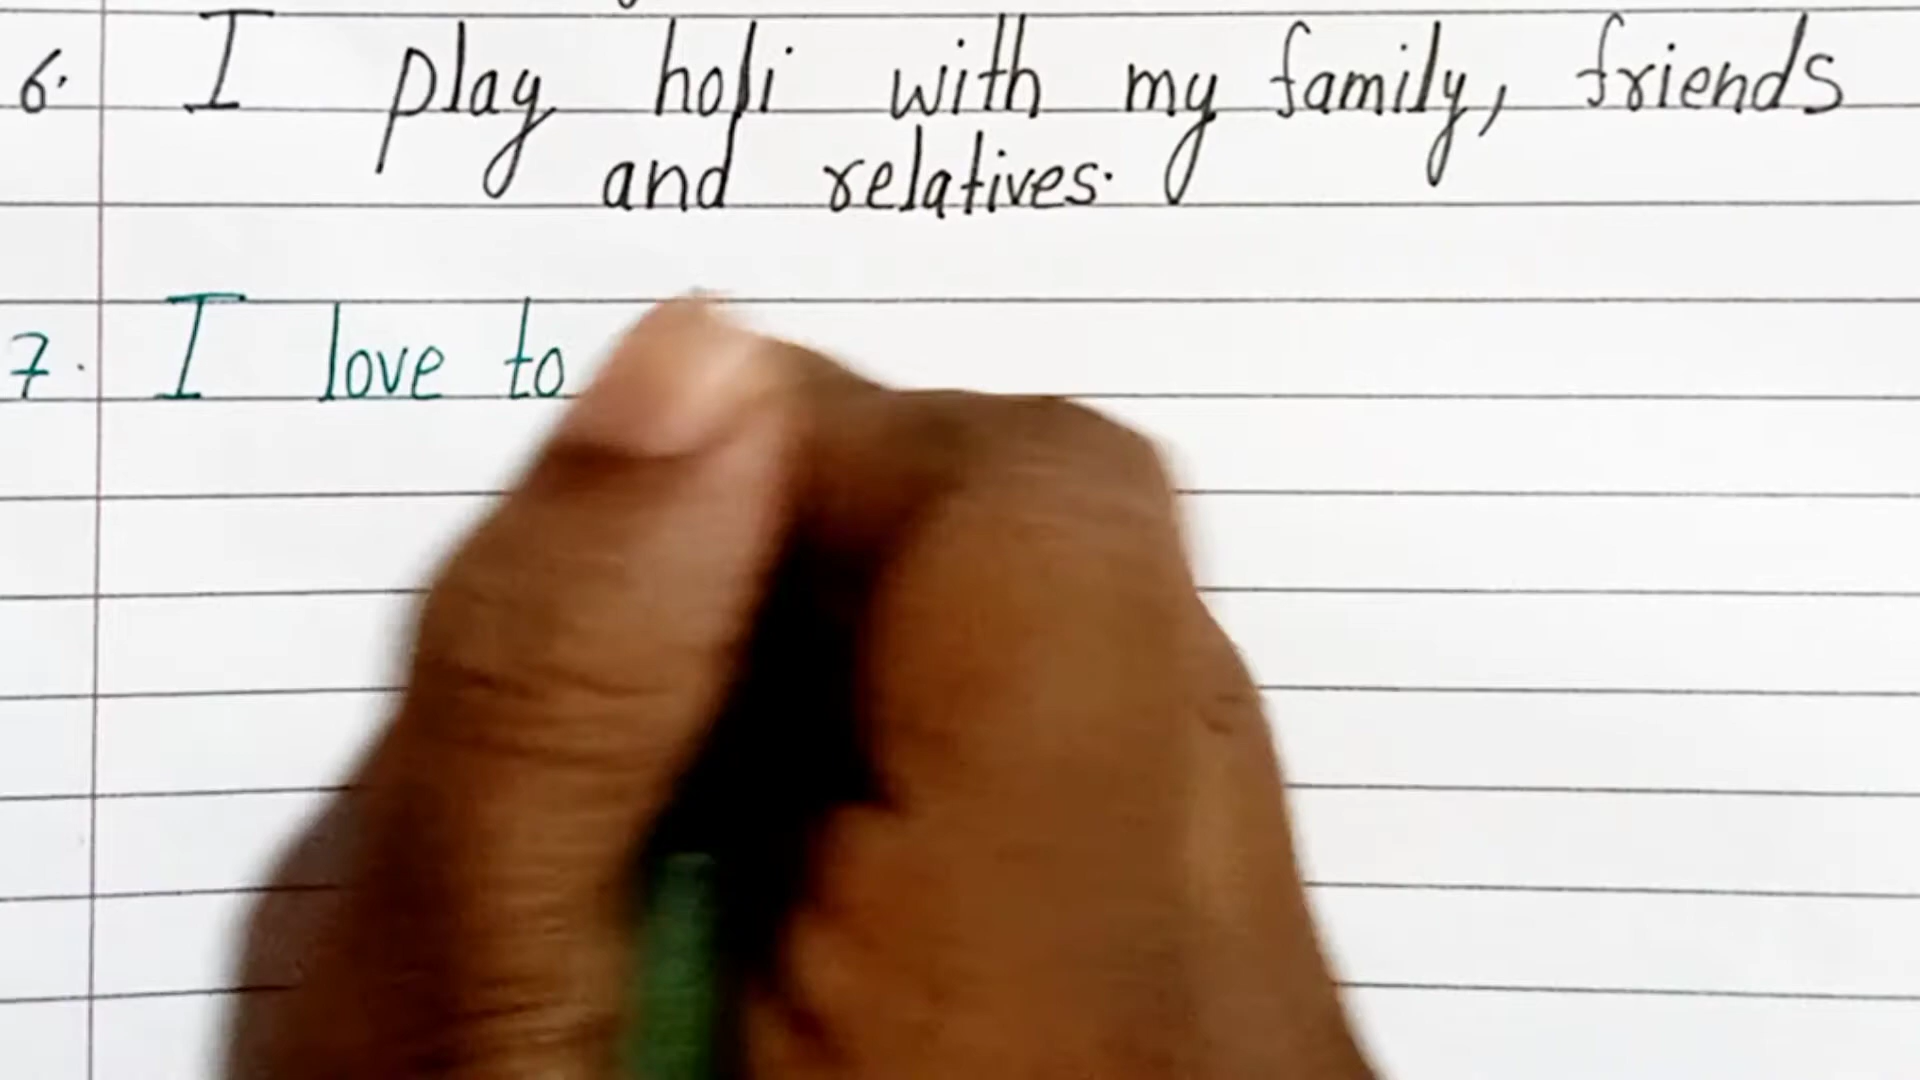 6. I play holi with my family, friends
and relatives.
7. I love to